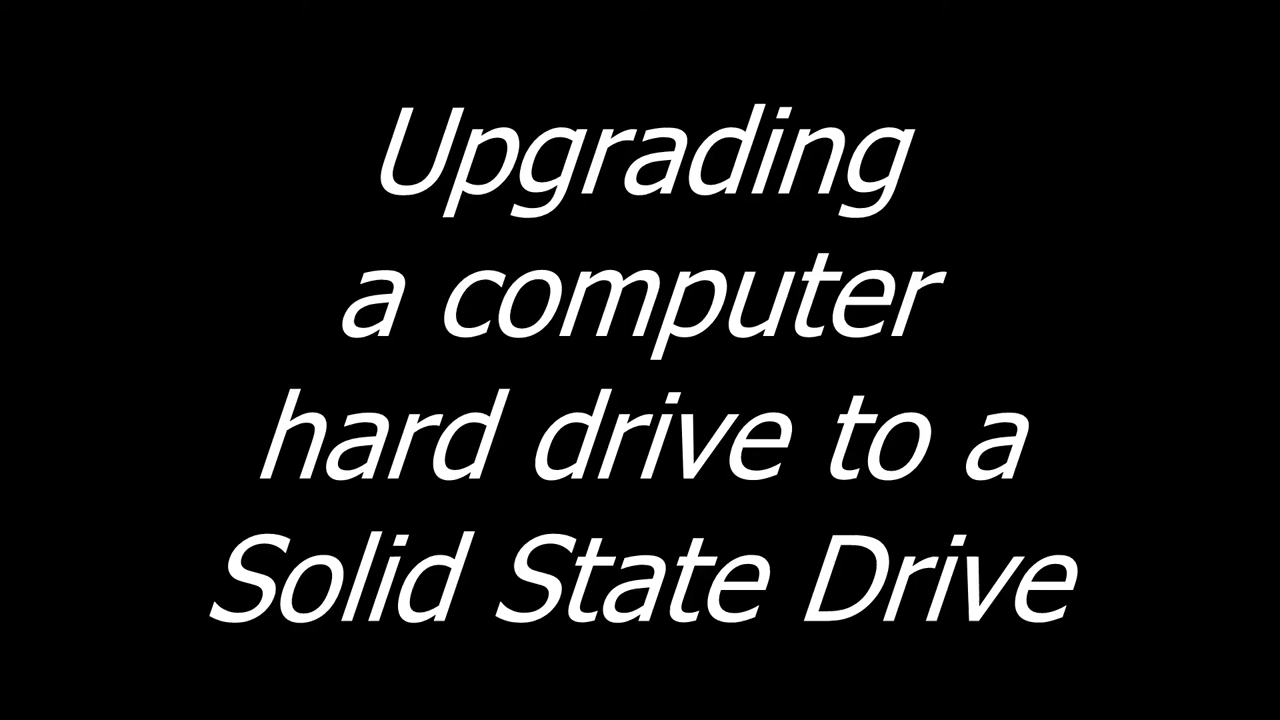 Upgrading
a computer
hard drive to a
Solid State Drive